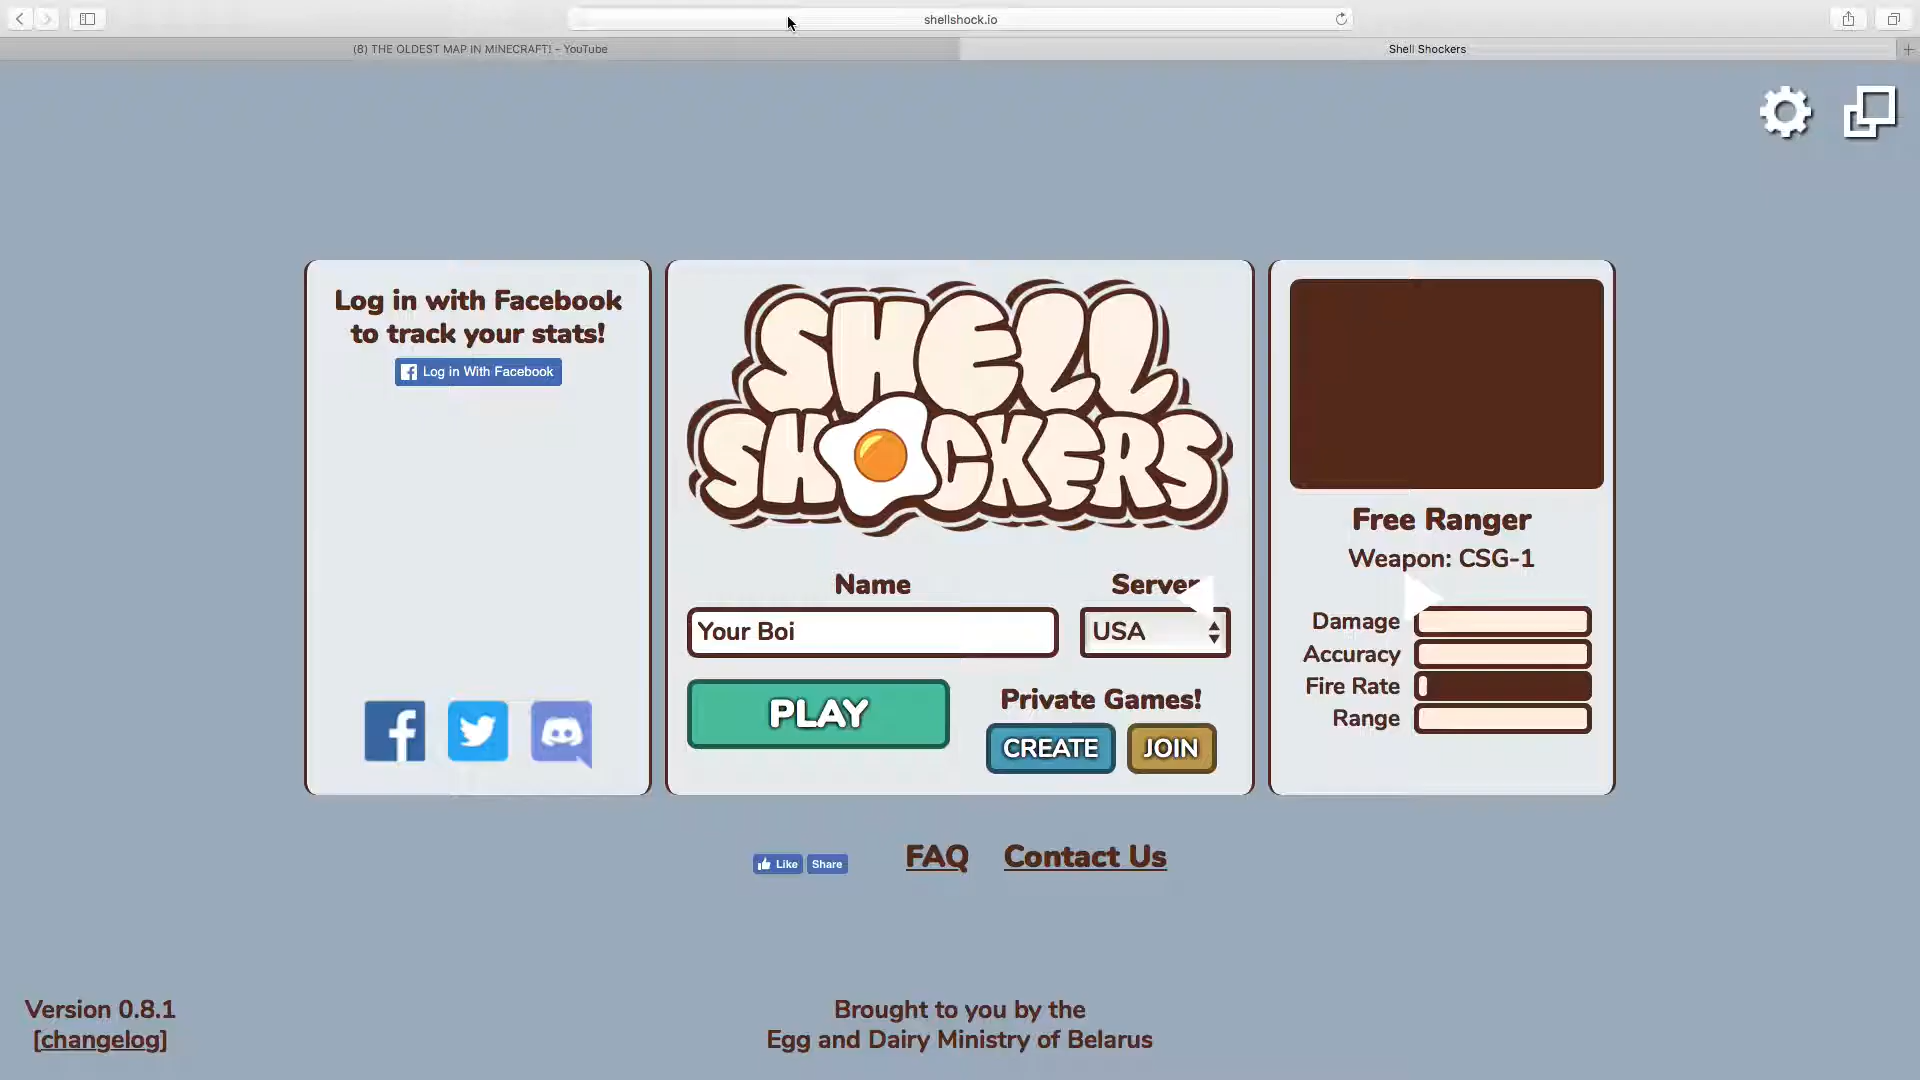 shellshock.io
(8) THE OLDEST MAP IN MINECRAFT! - YouTube
Shell Shockers
Log in with Facebook
to track your stats!
Log in With Facebook
SHELL
SHOCKERS
Name
Server
Your Boi
USA
PLAY
Private Games!
CREATE
JOIN
Free Ranger
Weapon: CSG-1
Damage
Accuracy
Fire Rate
Range
Like
Share
FAQ
Contact Us
Version 0.8.1
[changelog]
Brought to you by the
Egg and Dairy Ministry of Belarus